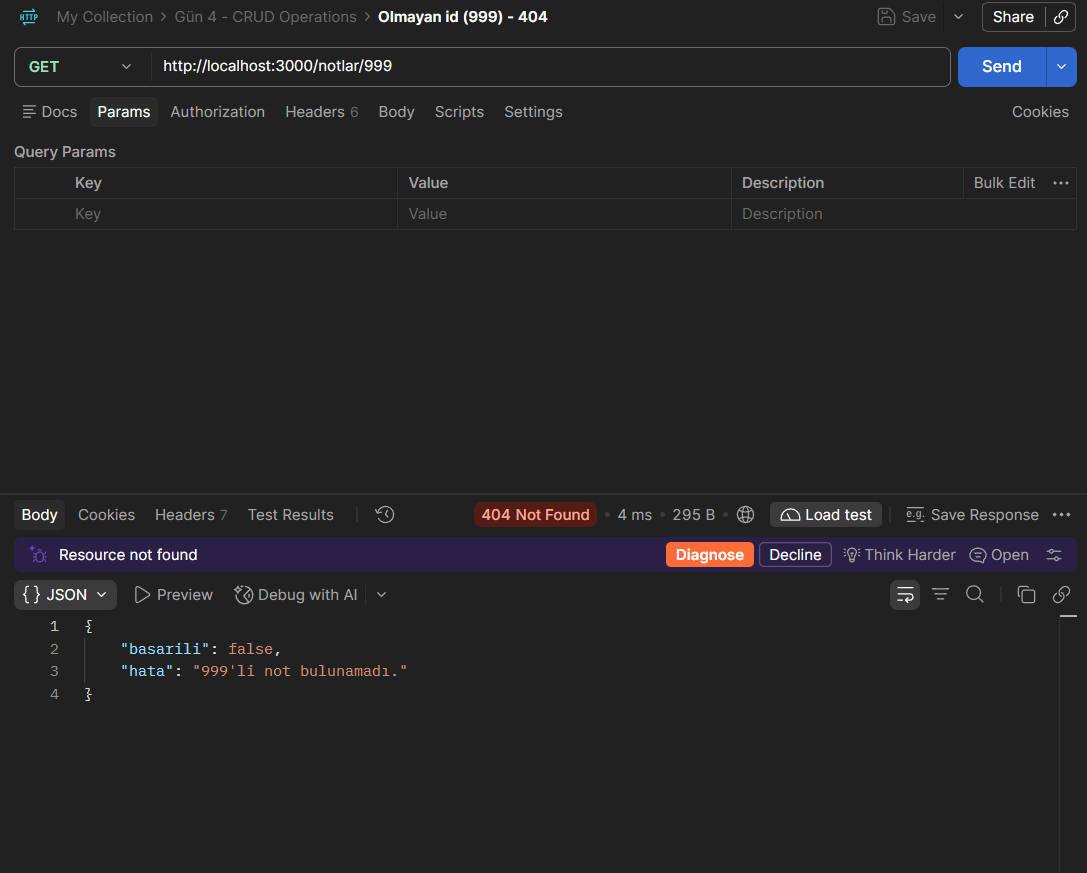 HTTP My Collection > Gün 4 - CRUD Operations > Olmayan id (999) - 404 Save Share
GET http://localhost:3000/notlar/999 Send
Docs Params Authorization Headers 6 Body Scripts Settings Cookies
Query Params
Key Value Description Bulk Edit ...
Key Value Description
Body Cookies Headers 7 Test Results 404 Not Found • 4 ms • 295 B • Load test e.g. Save Response ...
Resource not found Diagnose Decline Think Harder Open
{} JSON Preview Debug with AI
1 {
2 "basarili": false,
3 "hata": "999'li not bulunamadı."
4 }